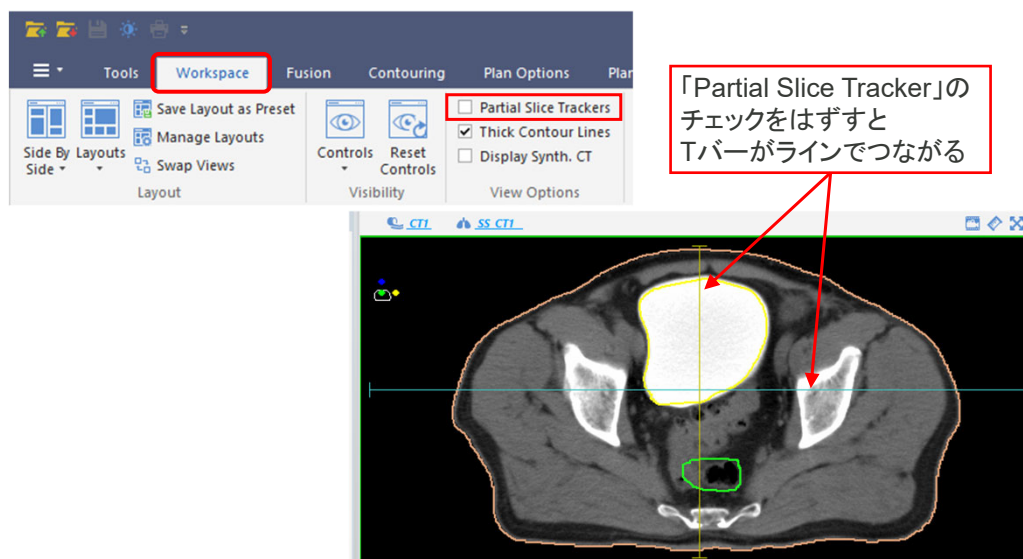 Tools Workspace Fusion Contouring Plan Options Plar
Save Layout as Preset
Manage Layouts
Swap Views
Side By Side
Layouts
Layout
Controls
Reset Controls
Visibility
Partial Slice Trackers
Thick Contour Lines
Display Synth. CT
View Options
「Partial Slice Tracker」の
チェックをはずすと
Tバーがラインでつながる
CT1 SS_CT1